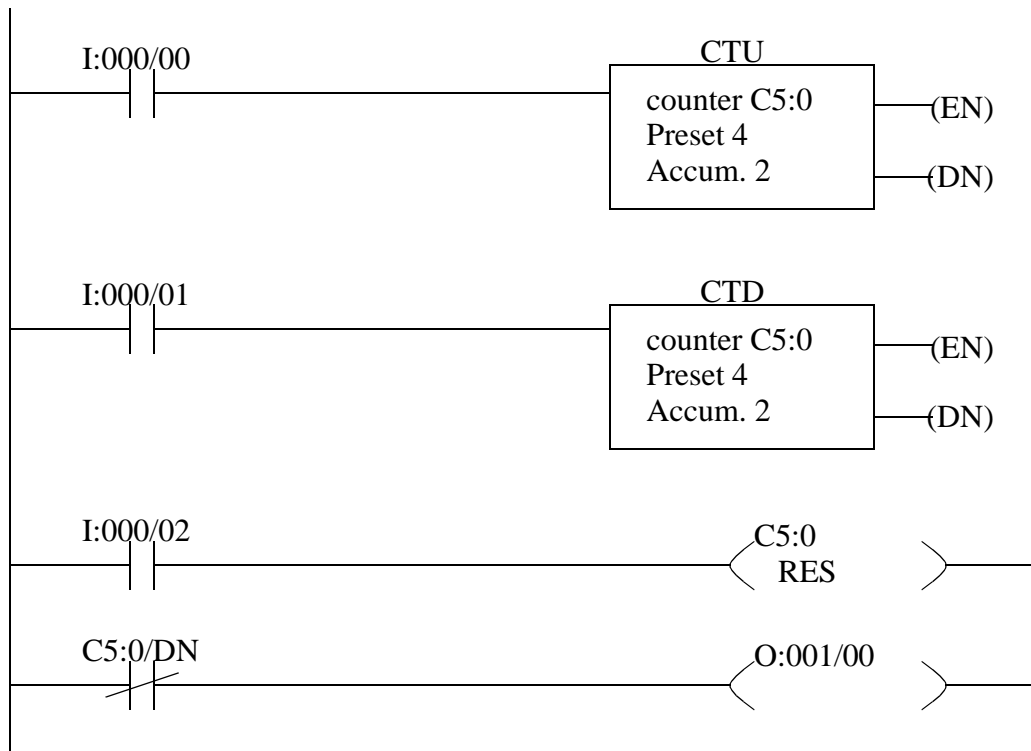 I:000/00
CTU
counter C5:0
Preset 4
Accum. 2
(EN)
(DN)
I:000/01
CTD
counter C5:0
Preset 4
Accum. 2
(EN)
(DN)
I:000/02
C5:0
RES
C5:0/DN
O:001/00